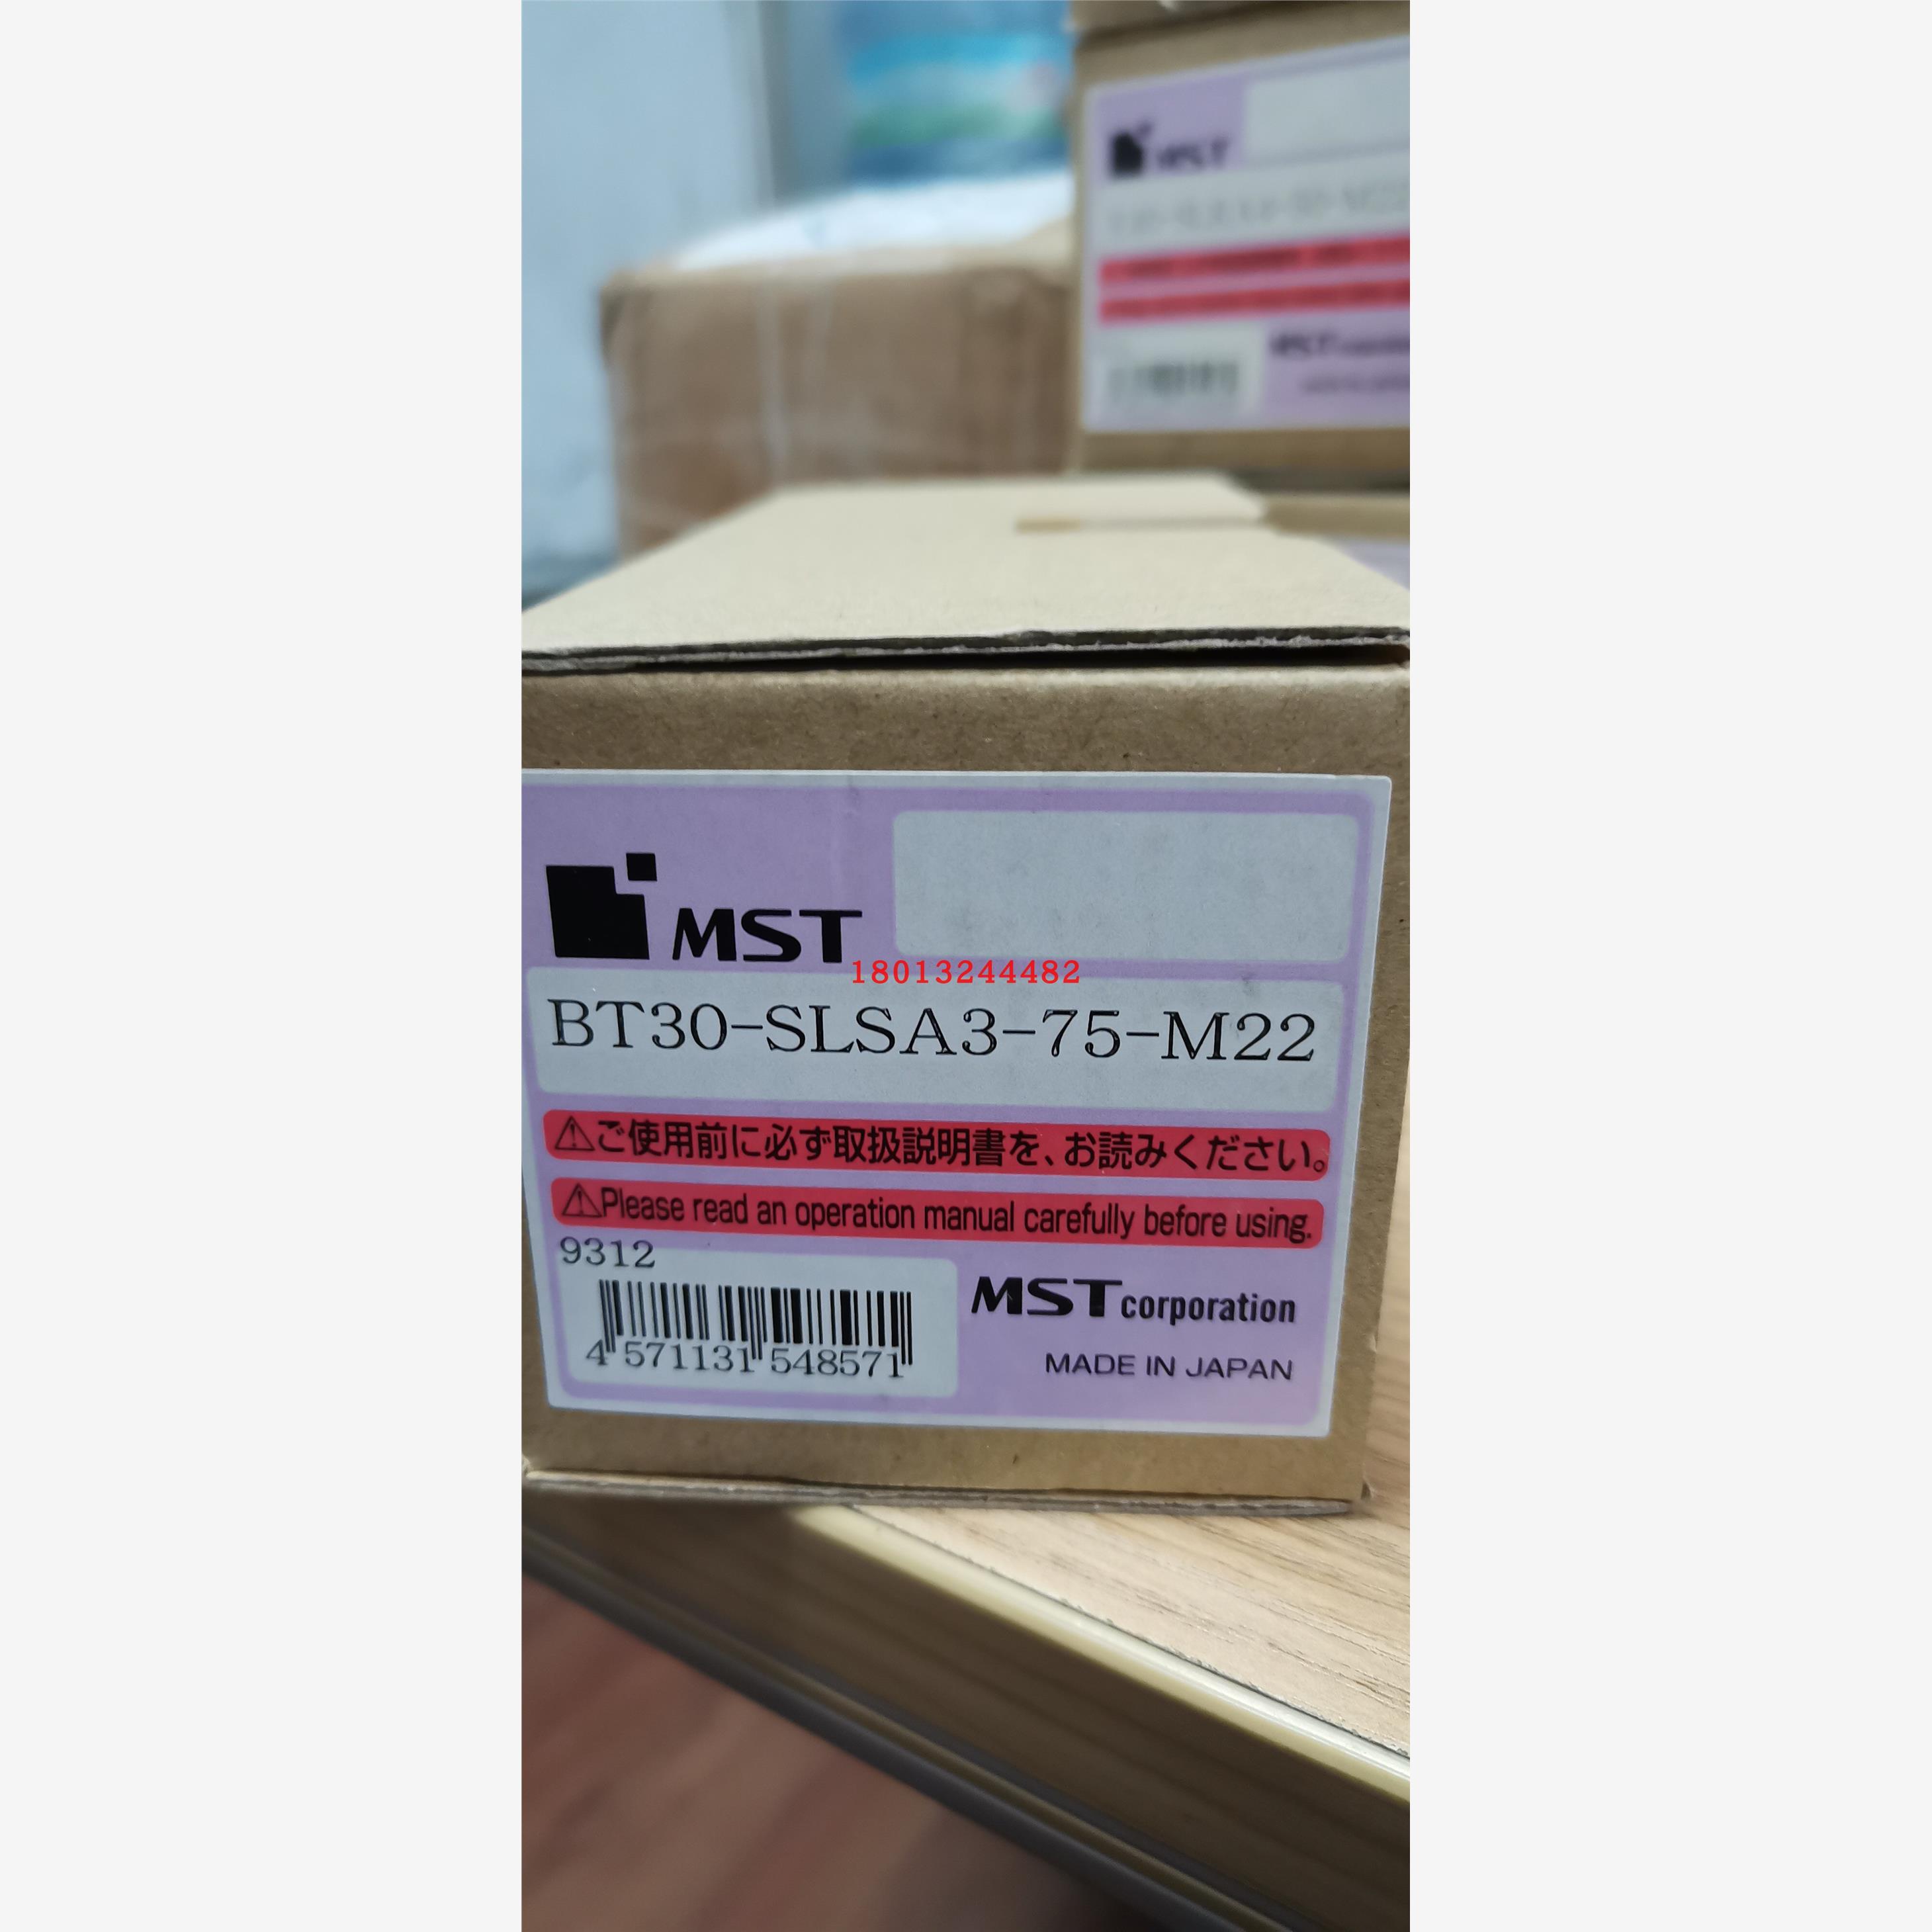 MST
MST
MST
18013244482
BT30-SLSA3-75-M22
⚠ご使用前に必ず取扱説明書を、お読みください。
⚠Please read an operation manual carefully before using.
9312
4 571131 548571
MST corporation
MADE IN JAPAN